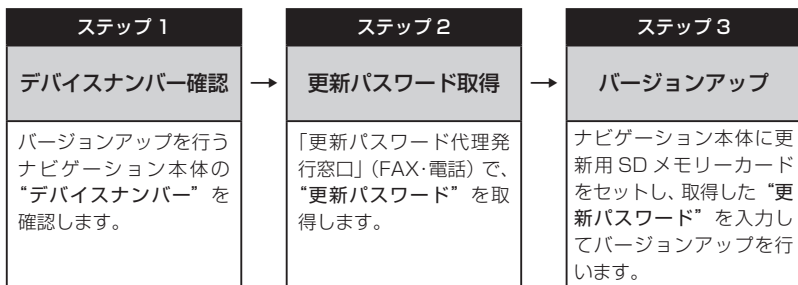 ステップ 1
デバイスナンバー確認
バージョンアップを行う
ナビゲーション本体の
“デバイスナンバー” を
確認します。
→
ステップ 2
更新パスワード取得
「更新パスワード代理発
行窓口」(FAX・電話) で、
“更新パスワード” を取
得します。
→
ステップ 3
バージョンアップ
ナビゲーション本体に更
新用 SD メモリーカード
をセットし、取得した “更
新パスワード” を入力し
てバージョンアップを行
います。